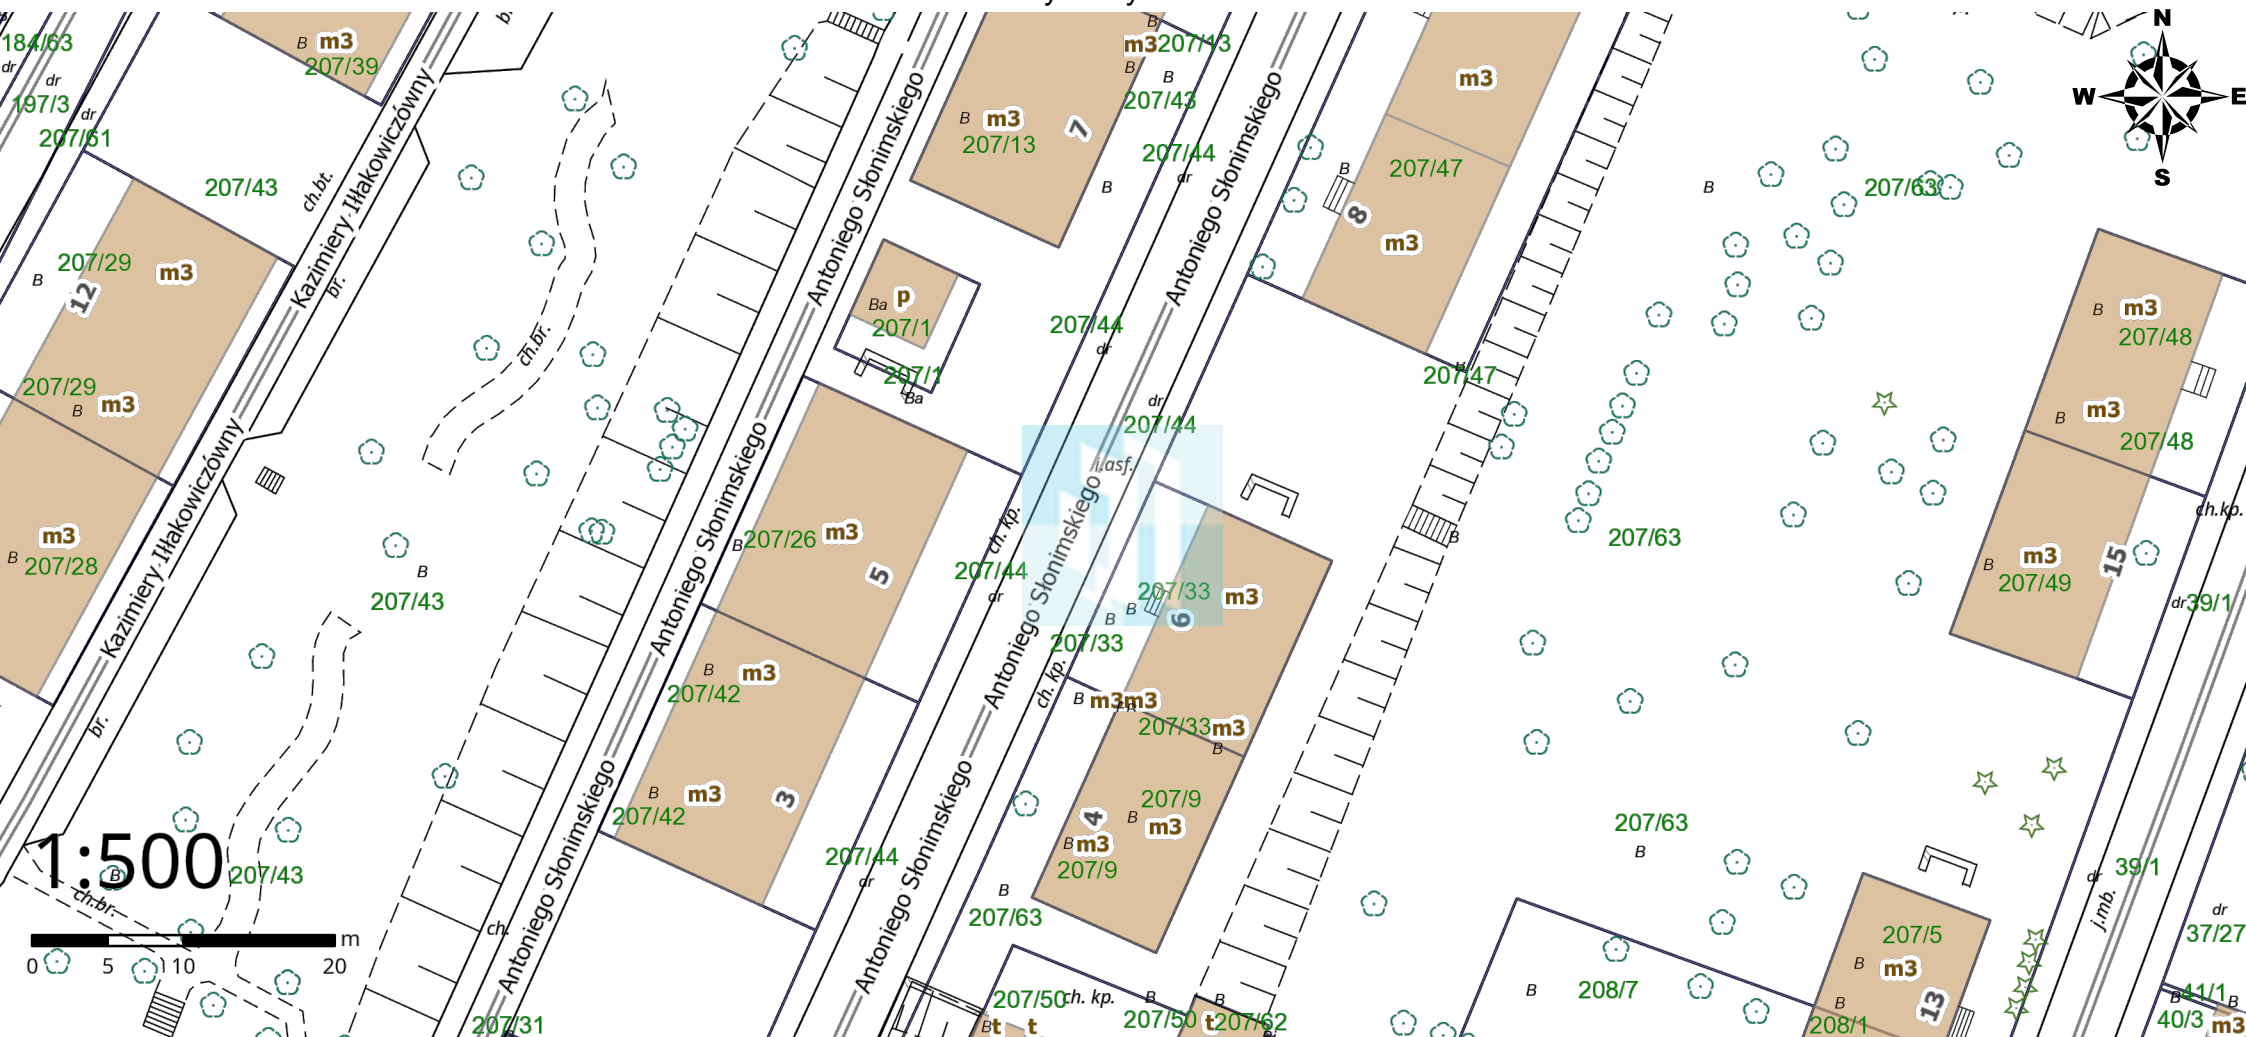 184/63
dr
dr
197/3
dr
207/61
B
m3
207/39
br.
Kazimiery Iłłakowiczówny
ch.bt.
207/43
207/29
m3
B
12
br.
207/29
B
m3
Kazimiery Iłłakowiczówny
m3
B
207/28
br.
ch.br.
B
207/43
Antoniego Słonimskiego
Antoniego Słonimskiego
Antoniego Słonimskiego
ch.
207/31
B
m3
207/13
7
B
m3
207/13
B
B
207/43
207/44
dr
B
Antoniego Słonimskiego
Ba
p
207/1
207/1
Ba
207/44
dr
dr
207/44
i.asf.
B
207/26
m3
5
ch. kp.
207/44
dr
Antoniego Słonimskiego
B
m3
207/42
B
m3
207/42
3
207/44
dr
Antoniego Słonimskiego
207/33
m3
B
B
6
207/33
ch. kp.
B
m3
m3
207/33
m3
B
207/9
B
m3
4
B
m3
207/9
B
207/63
m3
207/47
B
8
m3
B
207/47
B
207/63
B
207/63
207/63
B
B
m3
207/48
B
m3
207/48
ch.kp.
B
m3
207/49
15
dr
39/1
B
207/43
ch.br.
1:500
m
0
5
10
20
207/50
ch. kp.
B
B
t
t
207/50
B
t
207/62
B
208/7
207/5
B
m3
13
B
208/1
39/1
dr
j.mb.
dr
37/27
41/1
B
B
40/3
m3
N
W
E
S